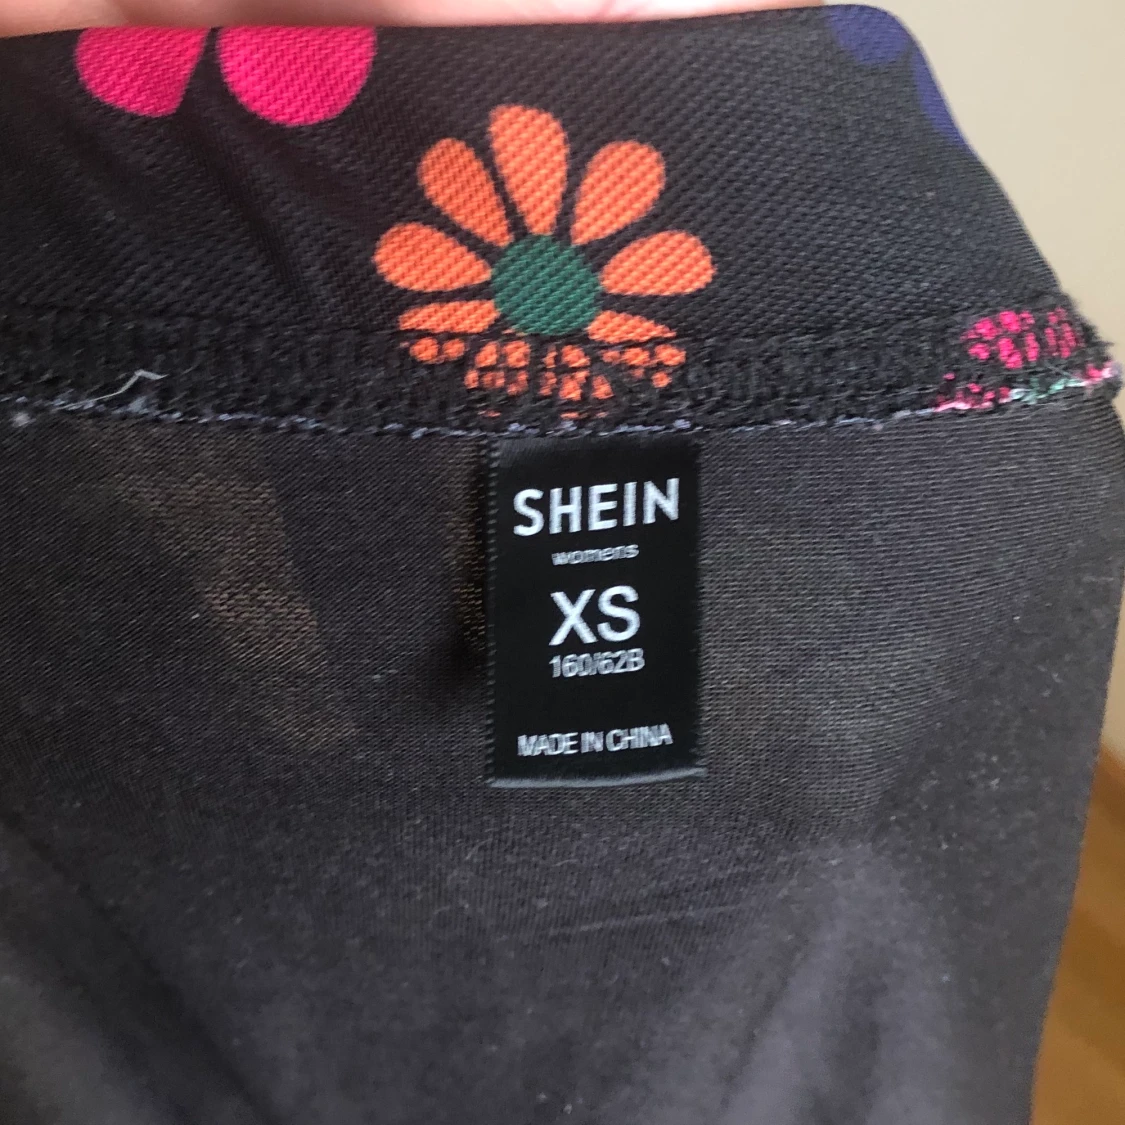 SHEIN
womens
XS
160/62B
MADE IN CHINA